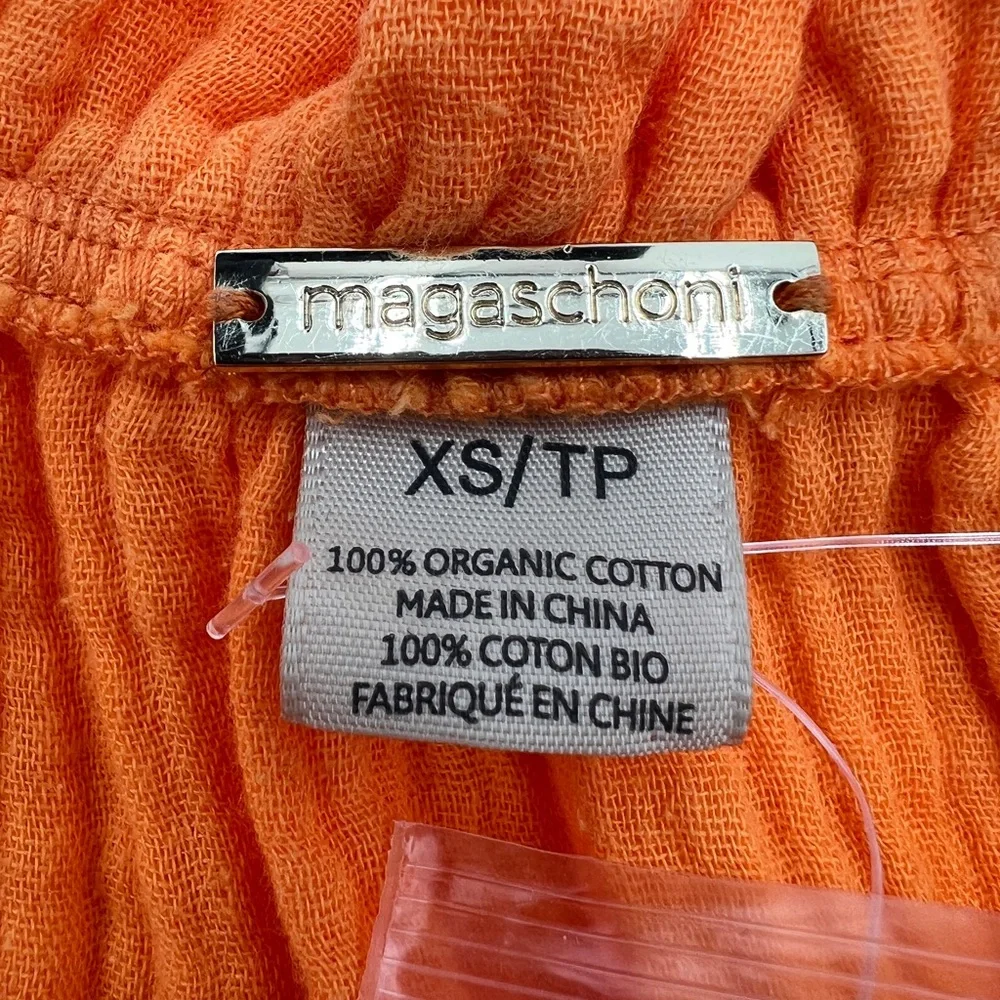 magaschoni
XS/TP
100% ORGANIC COTTON
MADE IN CHINA
100% COTON BIO
FABRIQUÉ EN CHINE